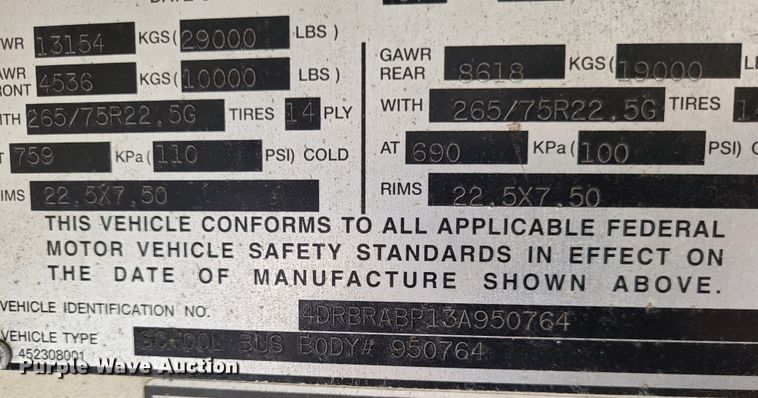 WR 13154 KGS( 29000 LBS )
AWR
RONT 4536 KGS( 10000 LBS )
ITH 265/75R22.5G TIRES 14 PLY
T 759 KPa( 110 PSI) COLD
IMS 22.5X7.50
GAWR
REAR 8618 KGS( 19000 L
WITH 265/75R22.5G TIRES 1
AT 690 KPa( 100 PSI) C
RIMS 22.5X7.50
THIS VEHICLE CONFORMS TO ALL APPLICABLE FEDERAL
MOTOR VEHICLE SAFETY STANDARDS IN EFFECT ON
THE DATE OF MANUFACTURE SHOWN ABOVE.
VEHICLE IDENTIFICATION NO. 4DRBRABP13A950764
VEHICLE TYPE SCHOOL BUS BODY# 950764
452308001
Purple Wave Auction